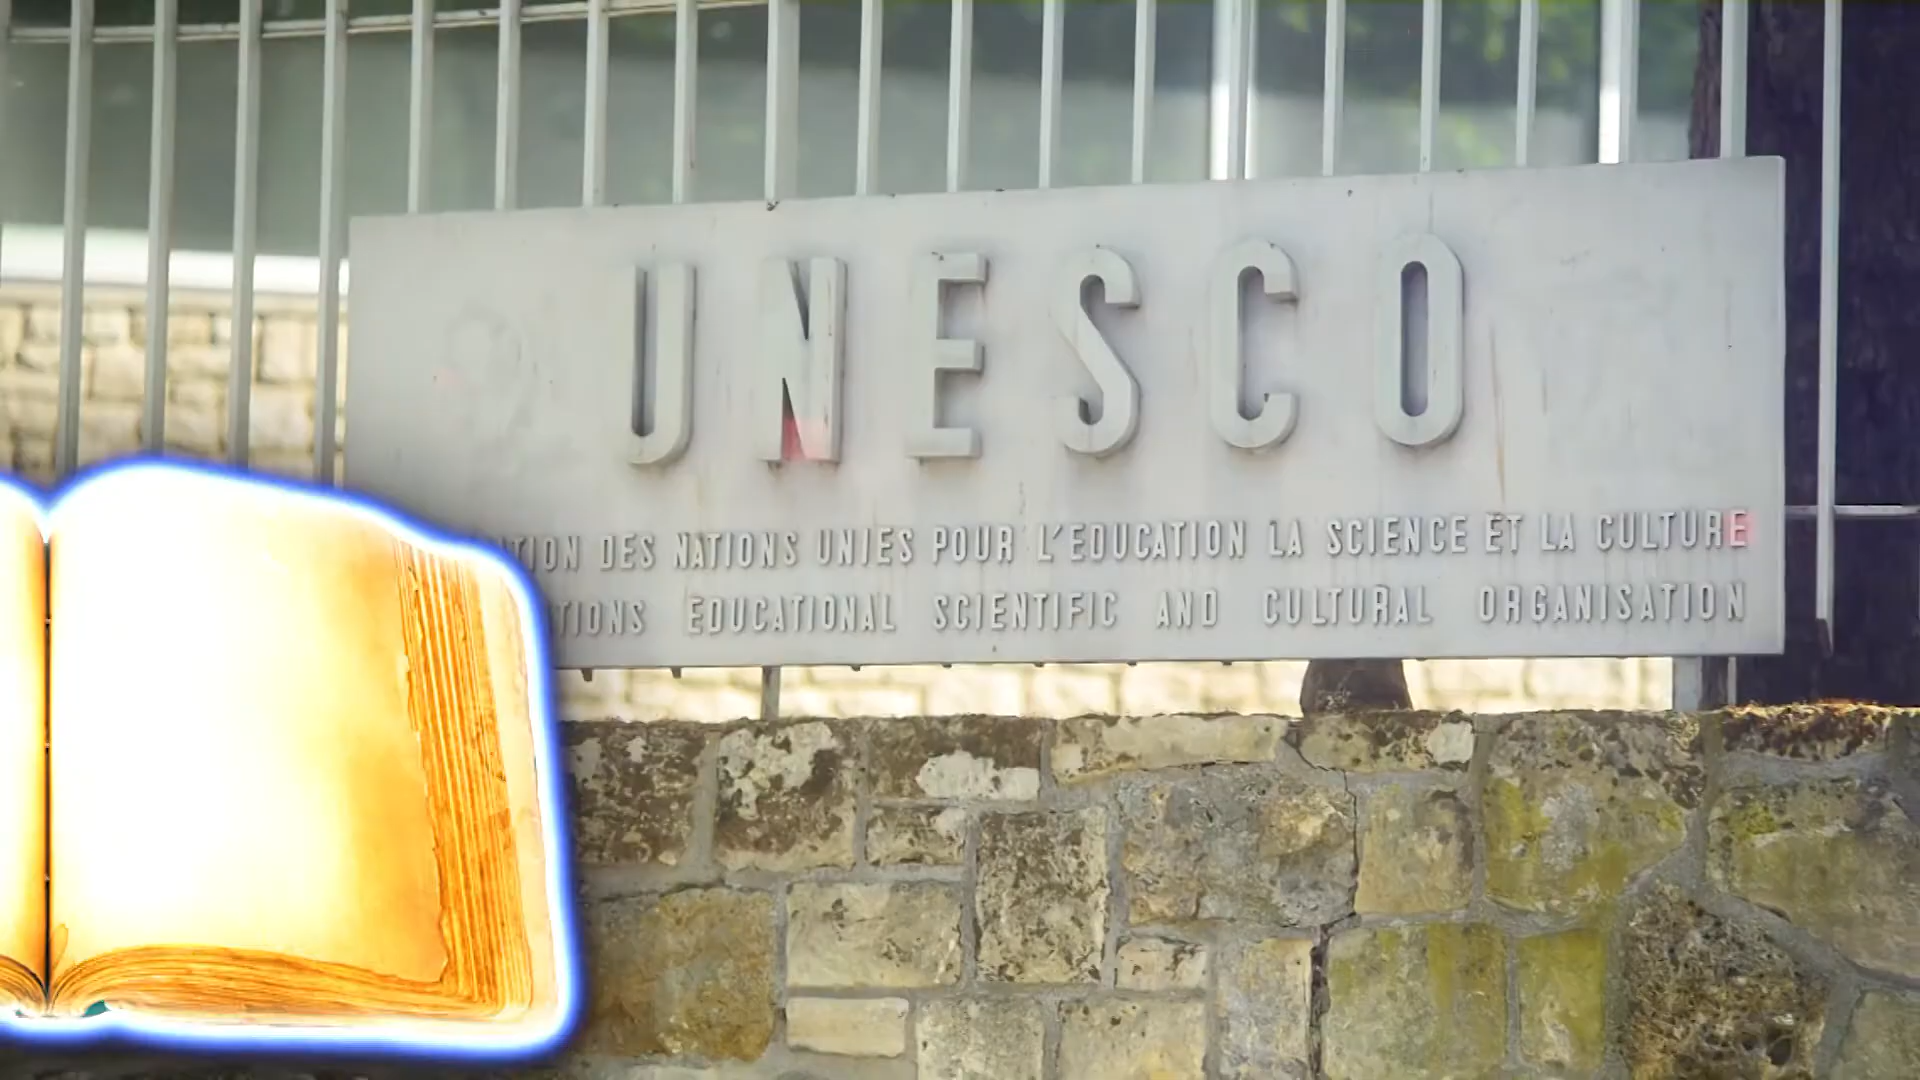 UNESCO
DES NATIONS UNIES POUR L'EDUCATION LA SCIENCE ET LA CULTURE
EDUCATIONAL SCIENTIFIC AND CULTURAL ORGANISATION